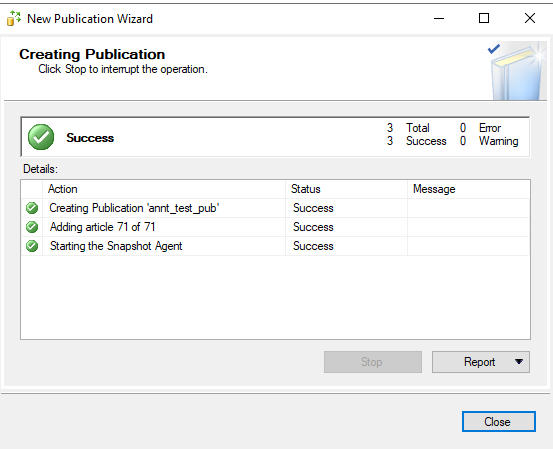 New Publication Wizard
Creating Publication
Click Stop to interrupt the operation.
Success
3 Total 0 Error
3 Success 0 Warning
Details:
Action Status Message
Creating Publication 'annt_test_pub' Success
Adding article 71 of 71 Success
Starting the Snapshot Agent Success
Stop Report
Close